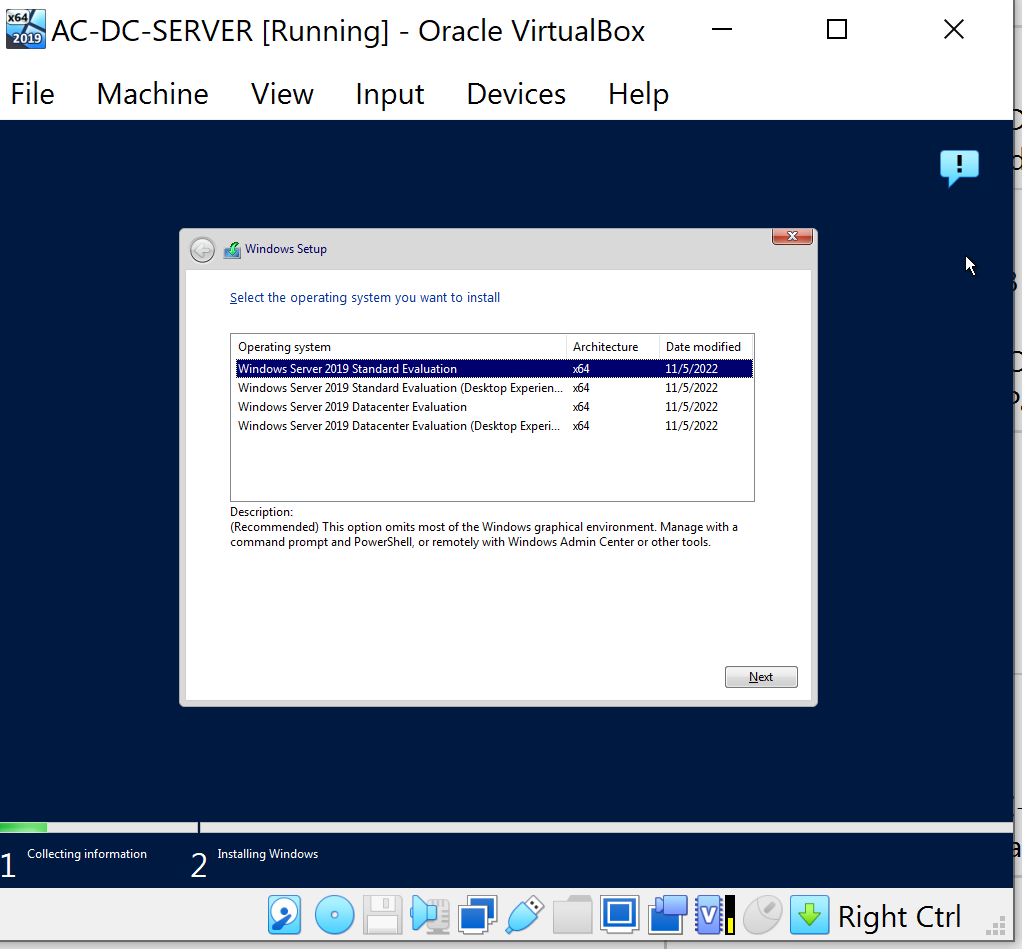 x64
2019
AC-DC-SERVER [Running] - Oracle VirtualBox
File Machine View Input Devices Help
!
Windows Setup
x
Select the operating system you want to install
Operating system Architecture Date modified
Windows Server 2019 Standard Evaluation x64 11/5/2022
Windows Server 2019 Standard Evaluation (Desktop Experien... x64 11/5/2022
Windows Server 2019 Datacenter Evaluation x64 11/5/2022
Windows Server 2019 Datacenter Evaluation (Desktop Experi... x64 11/5/2022
Description:
(Recommended) This option omits most of the Windows graphical environment. Manage with a
command prompt and PowerShell, or remotely with Windows Admin Center or other tools.
Next
1 Collecting information 2 Installing Windows
V
Right Ctrl